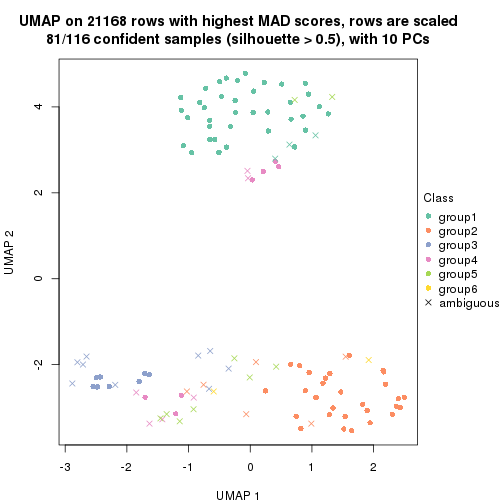 UMAP on 21168 rows with highest MAD scores, rows are scaled
81/116 confident samples (silhouette > 0.5), with 10 PCs
4
2
0
-2
UMAP 2
-3
-2
-1
0
1
2
UMAP 1
Class
group1
group2
group3
group4
group5
group6
ambiguous